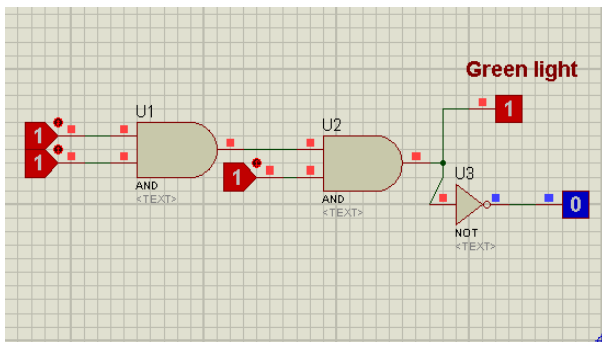 Green light
1
U1
U2
1
1
1
U3
0
AND
<TEXT>
AND
<TEXT>
NOT
<TEXT>